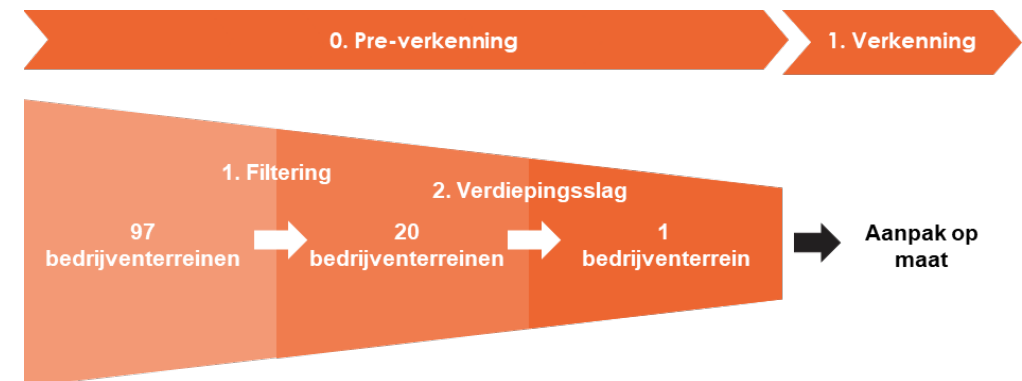 0. Pre-verkenning
1. Verkenning
1. Filtering
2. Verdiepingsslag
97
bedrijventerreinen
20
bedrijventerreinen
1
bedrijventerrein
Aanpak op
maat